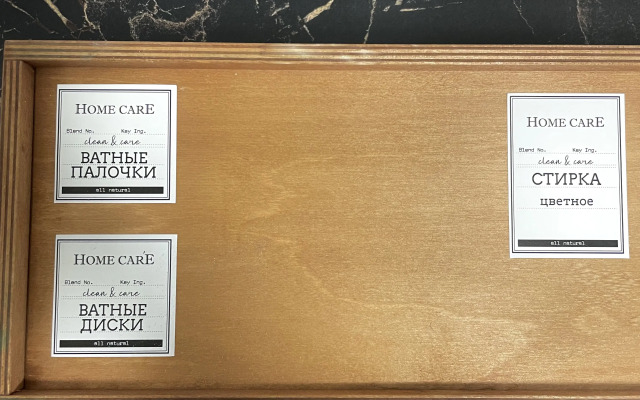 HOME CARE
Blend No. Key Ing.
clean & care
ВАТНЫЕ
ПАЛОЧКИ
all natural
HOME CARE
Blend No. Key Ing.
clean & care
ВАТНЫЕ
ДИСКИ
all natural
HOME CARE
Blend No. Key Ing.
clean & care
СТИРКА
цветное
all natural